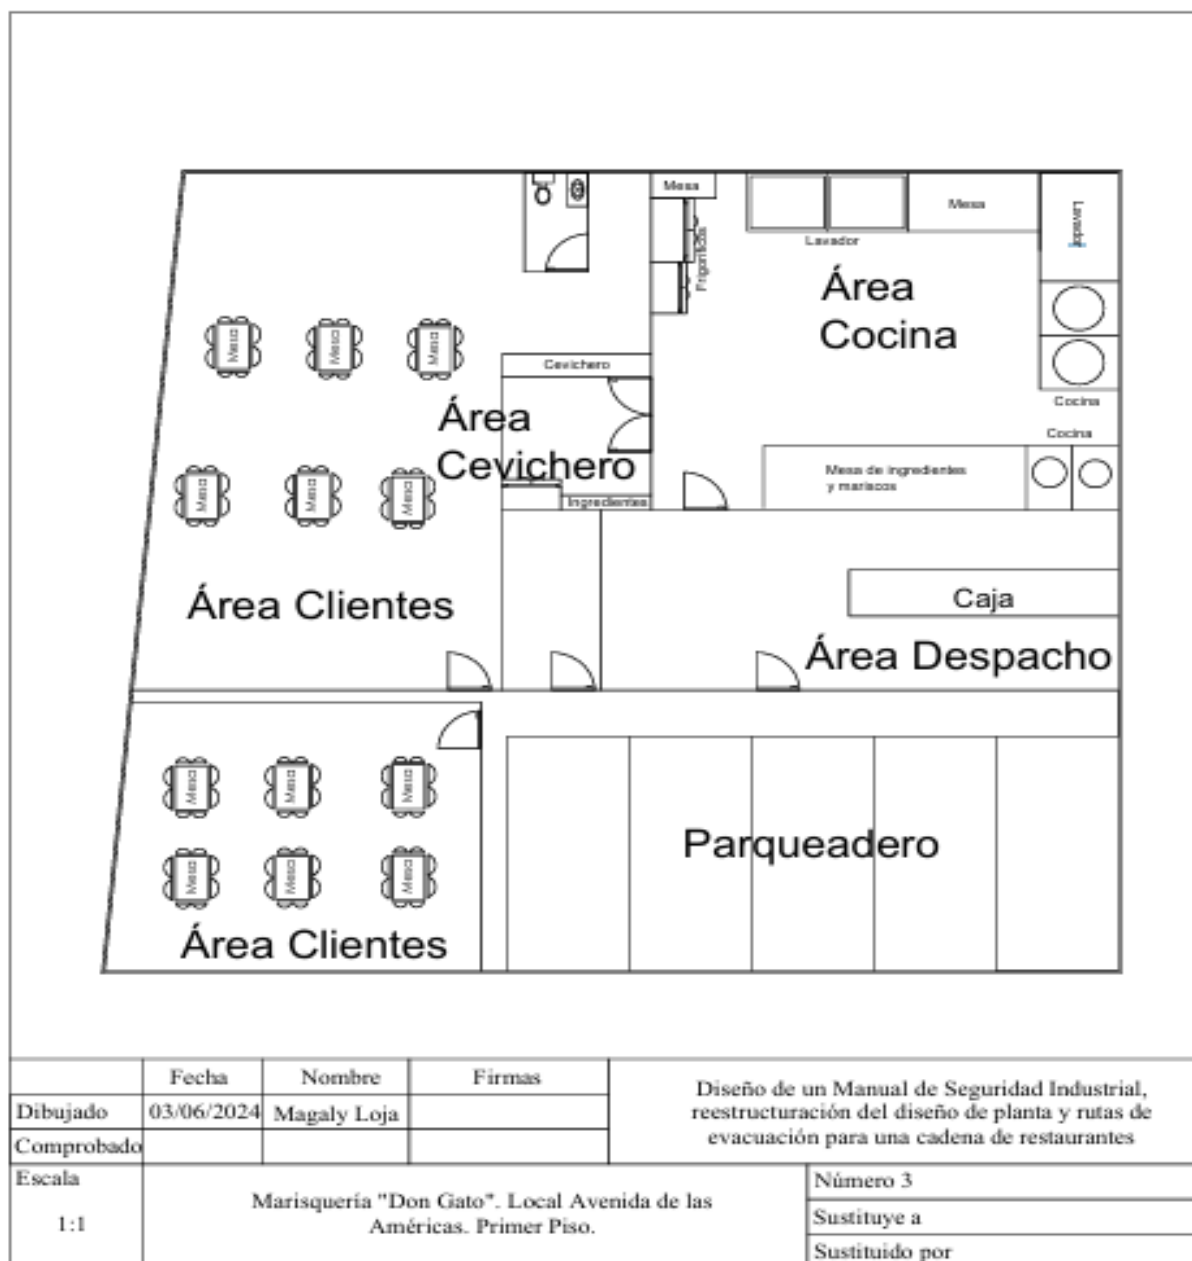 Mesa
Lavador
Mesa
Lavador
Frigoríficos
Área
Cocina
Mesa
Mesa
Mesa
Cevichero
Cocina
Área
Cevichero
Cocina
Mesa de ingredientes
y mariscos
Mesa
Mesa
Mesa
Ingredientes
Área Clientes
Caja
Área Despacho
Mesa
Mesa
Mesa
Parqueadero
Mesa
Mesa
Mesa
Área Clientes
Fecha
Nombre
Firmas
Dibujado
03/06/2024
Magaly Loja
Comprobado
Diseño de un Manual de Seguridad Industrial,
reestructuración del diseño de planta y rutas de
evacuación para una cadena de restaurantes
Escala
1:1
Marisquería "Don Gato". Local Avenida de las
Américas. Primer Piso.
Número 3
Sustituye a
Sustituido por